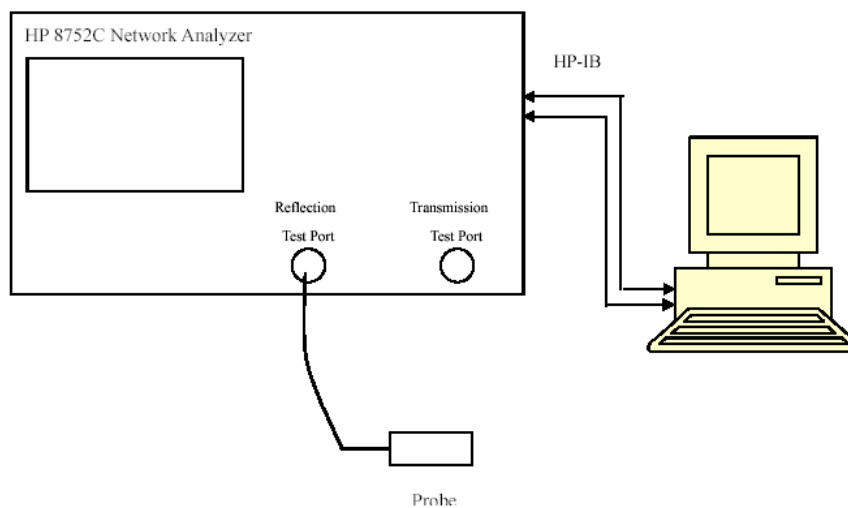 HP 8752C Network Analyzer
HP-IB
Reflection
Test Port
Transmission
Test Port
Probe